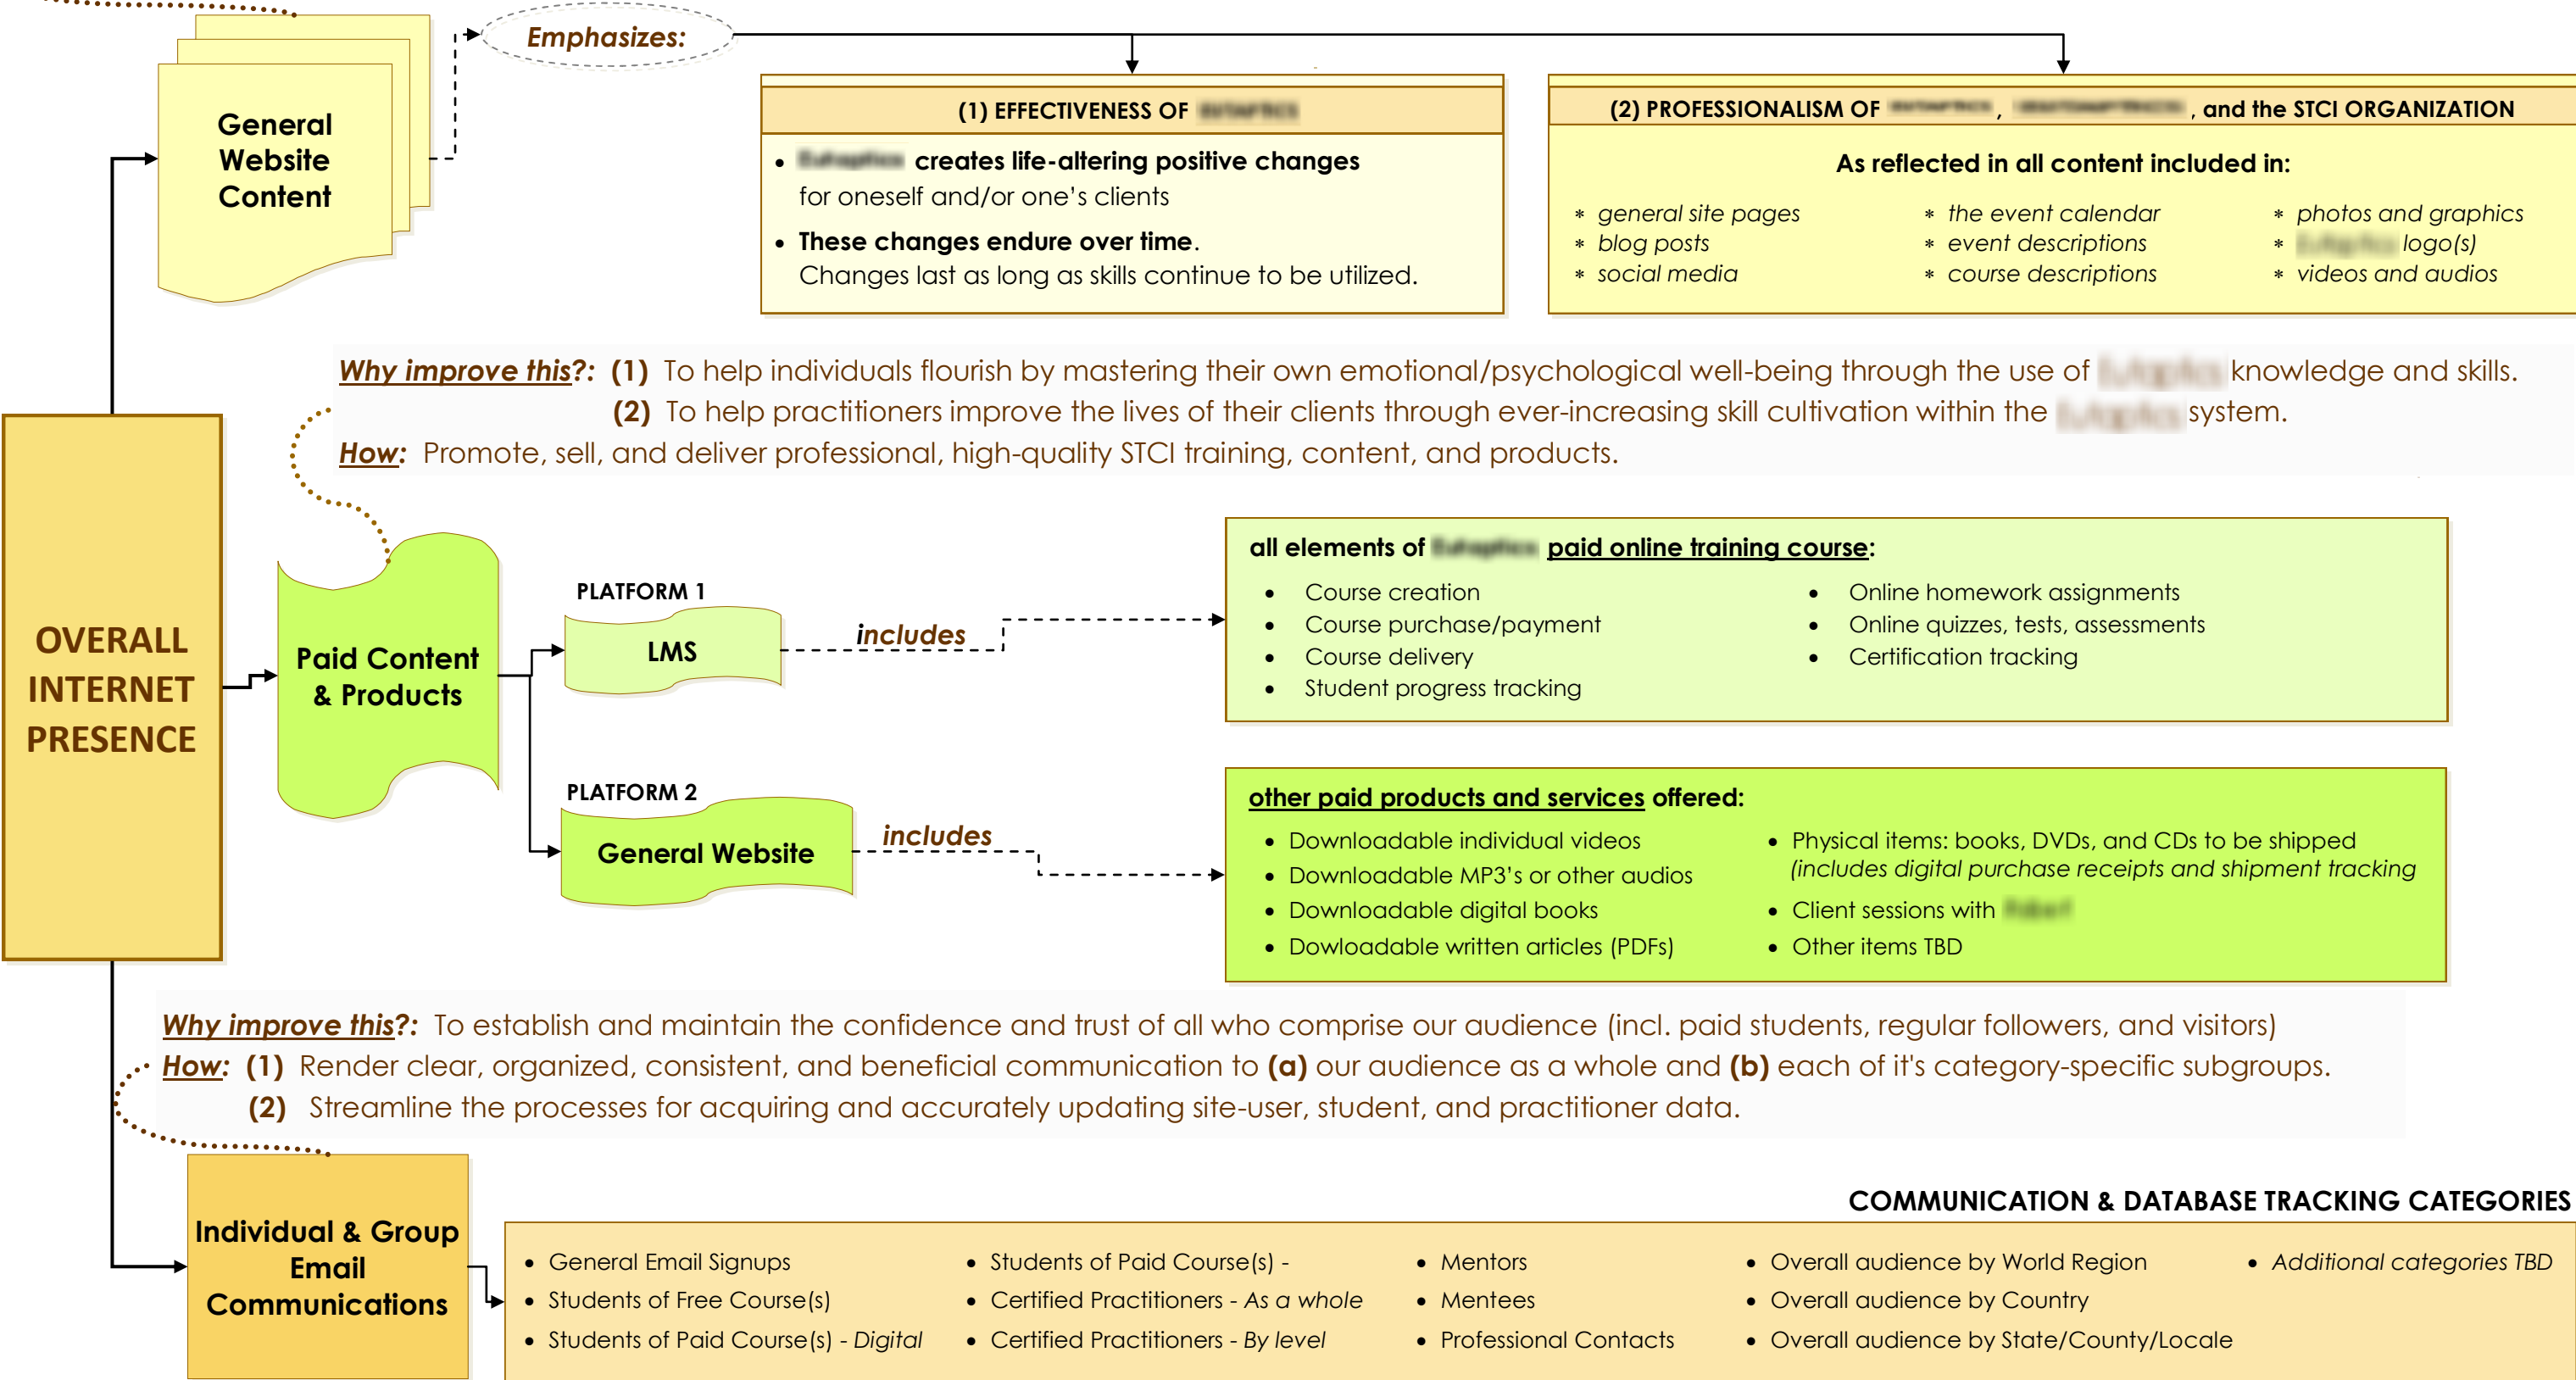 Emphasizes:
General
Website
Content
(1) EFFECTIVENESS OF
• creates life-altering positive changes
for oneself and/or one's clients
• These changes endure over time.
Changes last as long as skills continue to be utilized.
(2) PROFESSIONALISM OF , , and the STCI ORGANIZATION
As reflected in all content included in:
* general site pages
* blog posts
* social media
* the event calendar
* event descriptions
* course descriptions
* photos and graphics
* logo(s)
* videos and audios
Why improve this?: (1) To help individuals flourish by mastering their own emotional/psychological well-being through the use of knowledge and skills.
(2) To help practitioners improve the lives of their clients through ever-increasing skill cultivation within the system.
How: Promote, sell, and deliver professional, high-quality STCI training, content, and products.
OVERALL
INTERNET
PRESENCE
Paid Content
& Products
PLATFORM 1
LMS
includes
all elements of paid online training course:
• Course creation
• Course purchase/payment
• Course delivery
• Student progress tracking
• Online homework assignments
• Online quizzes, tests, assessments
• Certification tracking
PLATFORM 2
General Website
includes
other paid products and services offered:
• Downloadable individual videos
• Downloadable MP3's or other audios
• Downloadable digital books
• Dowloadable written articles (PDFs)
• Physical items: books, DVDs, and CDs to be shipped
(includes digital purchase receipts and shipment tracking
• Client sessions with
• Other items TBD
Why improve this?: To establish and maintain the confidence and trust of all who comprise our audience (incl. paid students, regular followers, and visitors)
How: (1) Render clear, organized, consistent, and beneficial communication to (a) our audience as a whole and (b) each of it's category-specific subgroups.
(2) Streamline the processes for acquiring and accurately updating site-user, student, and practitioner data.
Individual & Group
Email
Communications
COMMUNICATION & DATABASE TRACKING CATEGORIES
• General Email Signups
• Students of Free Course(s)
• Students of Paid Course(s) - Digital
• Students of Paid Course(s) -
• Certified Practitioners - As a whole
• Certified Practitioners - By level
• Mentors
• Mentees
• Professional Contacts
• Overall audience by World Region
• Overall audience by Country
• Overall audience by State/County/Locale
• Additional categories TBD